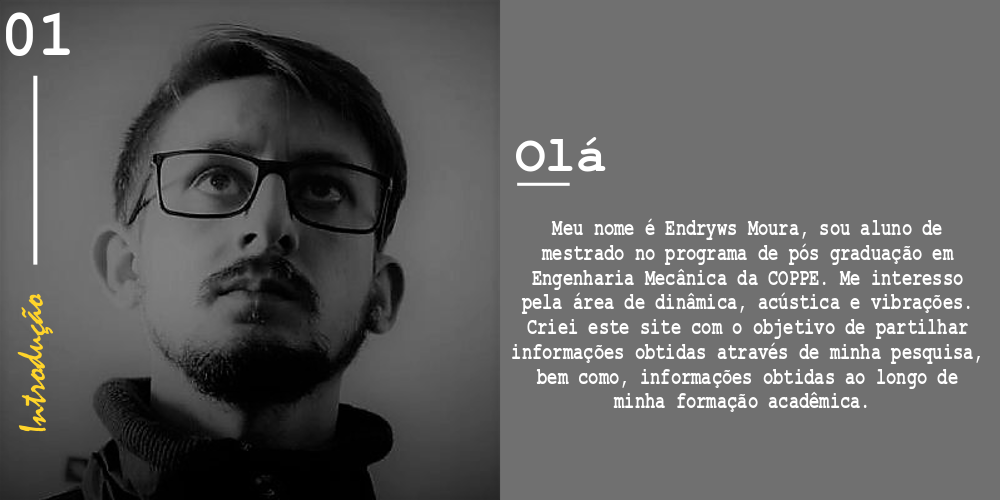 01
Introdução
Olá
Meu nome é Endryws Moura, sou aluno de
mestrado no programa de pós graduação em
Engenharia Mecânica da COPPE. Me interesso
pela área de dinâmica, acústica e vibrações.
Criei este site com o objetivo de partilhar
informações obtidas através de minha pesquisa,
bem como, informações obtidas ao longo de
minha formação acadêmica.